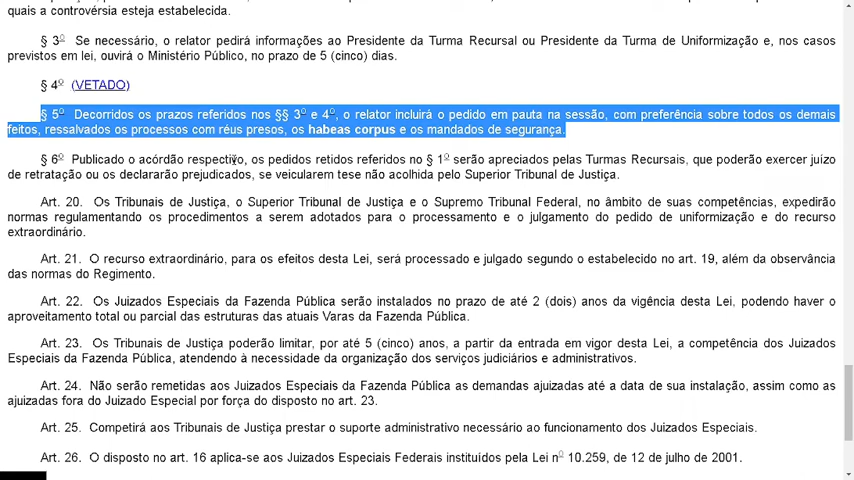 quais a controvérsia esteja estabelecida.
§ 3º Se necessário, o relator pedirá informações ao Presidente da Turma Recursal ou Presidente da Turma de Uniformização e, nos casos
previstos em lei, ouvirá o Ministério Público, no prazo de 5 (cinco) dias.
§ 4º (VETADO)
§ 5º Decorridos os prazos referidos nos §§ 3º e 4º, o relator incluirá o pedido em pauta na sessão, com preferência sobre todos os demais
feitos, ressalvados os processos com réus presos, os habeas corpus e os mandados de segurança.
§ 6º Publicado o acórdão respectivo, os pedidos retidos referidos no § 1º serão apreciados pelas Turmas Recursais, que poderão exercer juízo
de retratação ou os declararão prejudicados, se veicularem tese não acolhida pelo Superior Tribunal de Justiça.
Art. 20. Os Tribunais de Justiça, o Superior Tribunal de Justiça e o Supremo Tribunal Federal, no âmbito de suas competências, expedirão
normas regulamentando os procedimentos a serem adotados para o processamento e o julgamento do pedido de uniformização e do recurso
extraordinário.
Art. 21. O recurso extraordinário, para os efeitos desta Lei, será processado e julgado segundo o estabelecido no art. 19, além da observância
das normas do Regimento.
Art. 22. Os Juizados Especiais da Fazenda Pública serão instalados no prazo de até 2 (dois) anos da vigência desta Lei, podendo haver o
aproveitamento total ou parcial das estruturas das atuais Varas da Fazenda Pública.
Art. 23. Os Tribunais de Justiça poderão limitar, por até 5 (cinco) anos, a partir da entrada em vigor desta Lei, a competência dos Juizados
Especiais da Fazenda Pública, atendendo à necessidade da organização dos serviços judiciários e administrativos.
Art. 24. Não serão remetidas aos Juizados Especiais da Fazenda Pública as demandas ajuizadas até a data de sua instalação, assim como as
ajuizadas fora do Juizado Especial por força do disposto no art. 23.
Art. 25. Competirá aos Tribunais de Justiça prestar o suporte administrativo necessário ao funcionamento dos Juizados Especiais.
Art. 26. O disposto no art. 16 aplica-se aos Juizados Especiais Federais instituídos pela Lei nº 10.259, de 12 de julho de 2001.